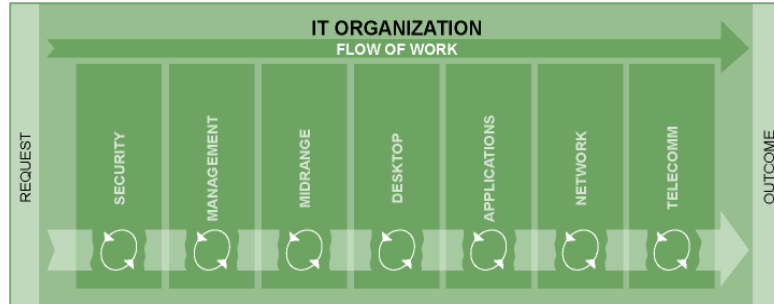 IT ORGANIZATION
FLOW OF WORK
REQUEST
SECURITY
MANAGEMENT
MIDRANGE
DESKTOP
APPLICATIONS
NETWORK
TELECOMM
OUTCOME